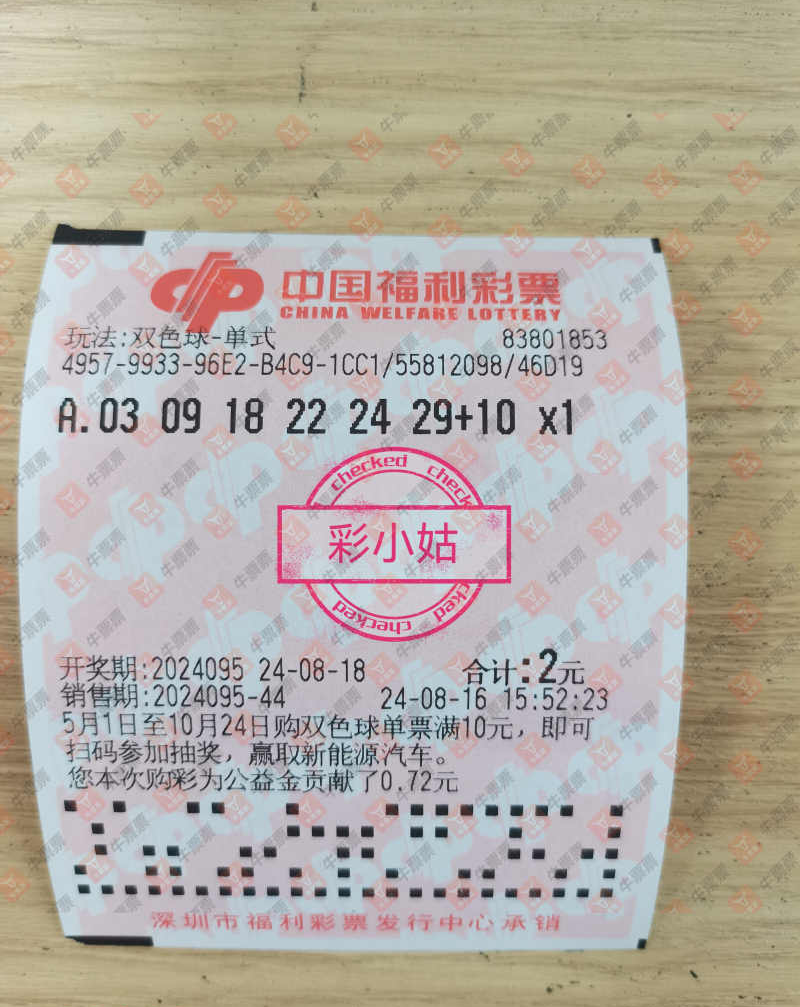 中国福利彩票
CHINA WELFARE LOTTERY
玩法:双色球-单式 83801853
4957-9933-96E2-B4C9-1CC1/55812098/46D19
A.03 09 18 22 24 29+10 x1
checked checked
彩小姑
checked checked
开奖期:2024095 24-08-18 合计:2元
销售期:2024095-44 24-08-16 15:52:23
5月1日至10月24日购双色球单票满10元，即可
扫码参加抽奖，赢取新能源汽车。
您本次购彩为公益金贡献了0.72元
深圳市福利彩票发行中心承销
牛票票